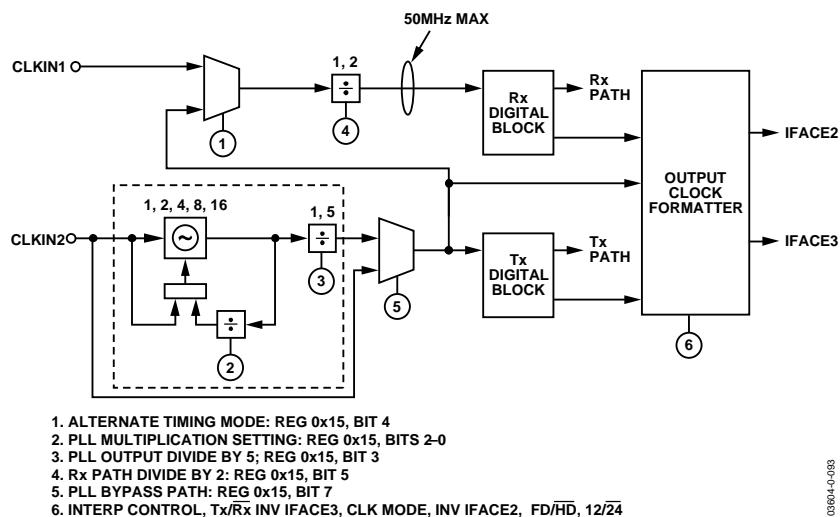 50MHz MAX
CLKIN1
1, 2
÷
4
1
Rx
DIGITAL
BLOCK
Rx
PATH
IFACE2
OUTPUT
CLOCK
FORMATTER
1, 2, 4, 8, 16
1, 5
CLKIN2
~
÷
3
5
÷
2
Tx
DIGITAL
BLOCK
Tx
PATH
IFACE3
6
1. ALTERNATE TIMING MODE: REG 0x15, BIT 4
2. PLL MULTIPLICATION SETTING: REG 0x15, BITS 2–0
3. PLL OUTPUT DIVIDE BY 5; REG 0x15, BIT 3
4. Rx PATH DIVIDE BY 2: REG 0x15, BIT 5
5. PLL BYPASS PATH: REG 0x15, BIT 7
6. INTERP CONTROL, Tx/R̅x̅ INV IFACE3, CLK MODE, INV IFACE2, FD/H̅D̅, 12/2̅4̅
03604-0-093